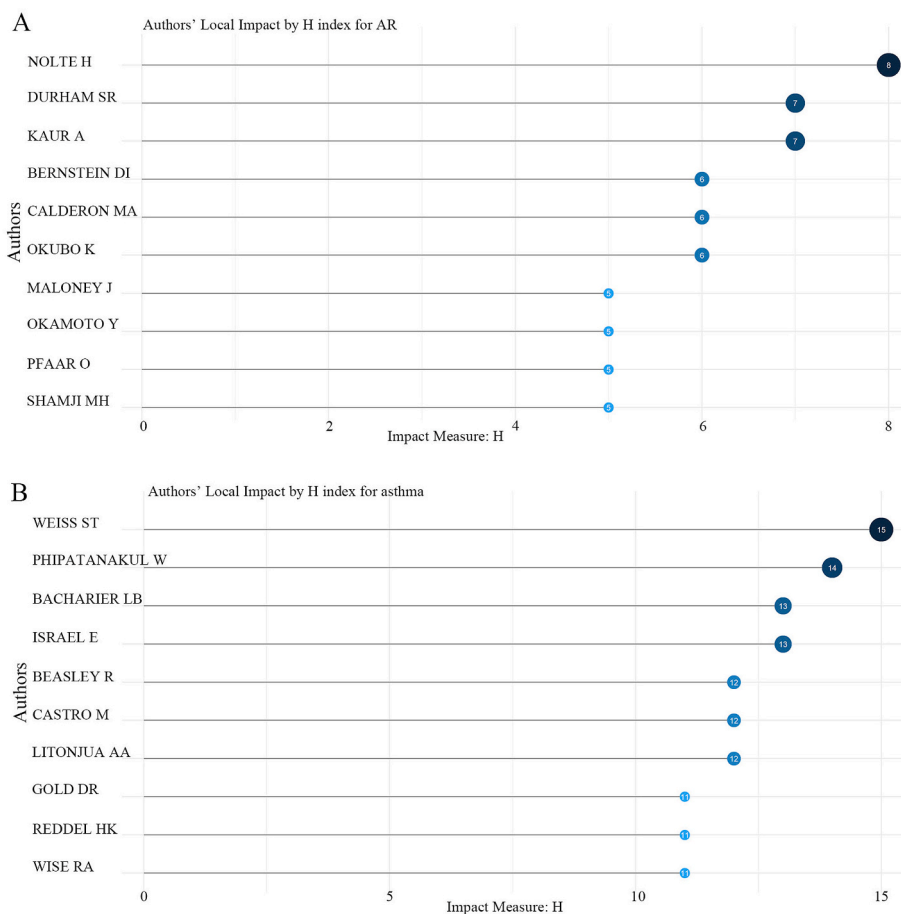 A
Authors’ Local Impact by H index for AR
Authors
NOLTE H 8
DURHAM SR 7
KAUR A 7
BERNSTEIN DI 6
CALDERON MA 6
OKUBO K 6
MALONEY J 5
OKAMOTO Y 5
PFAAR O 5
SHAMJI MH 5
0 2 4 6 8
Impact Measure: H
B
Authors’ Local Impact by H index for asthma
Authors
WEISS ST 15
PHIPATANAKUL W 14
BACHARIER LB 13
ISRAEL E 13
BEASLEY R 12
CASTRO M 12
LITONJUA AA 12
GOLD DR 11
REDDEL HK 11
WISE RA 11
0 5 10 15
Impact Measure: H